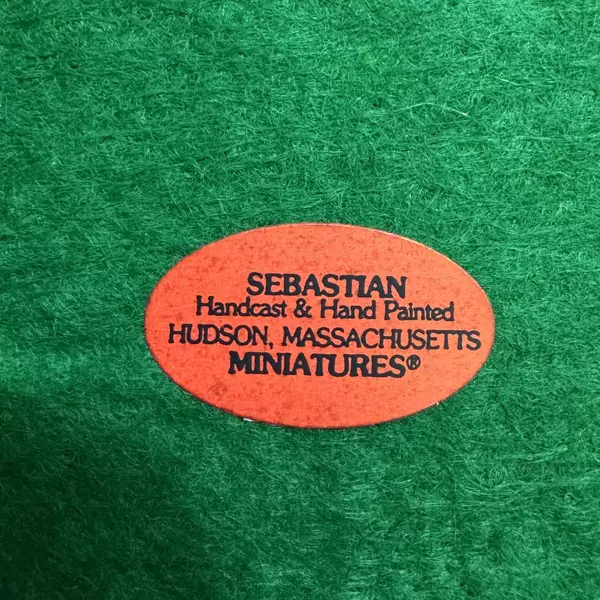 SEBASTIAN
Handcast & Hand Painted
HUDSON, MASSACHUSETTS
MINIATURES®